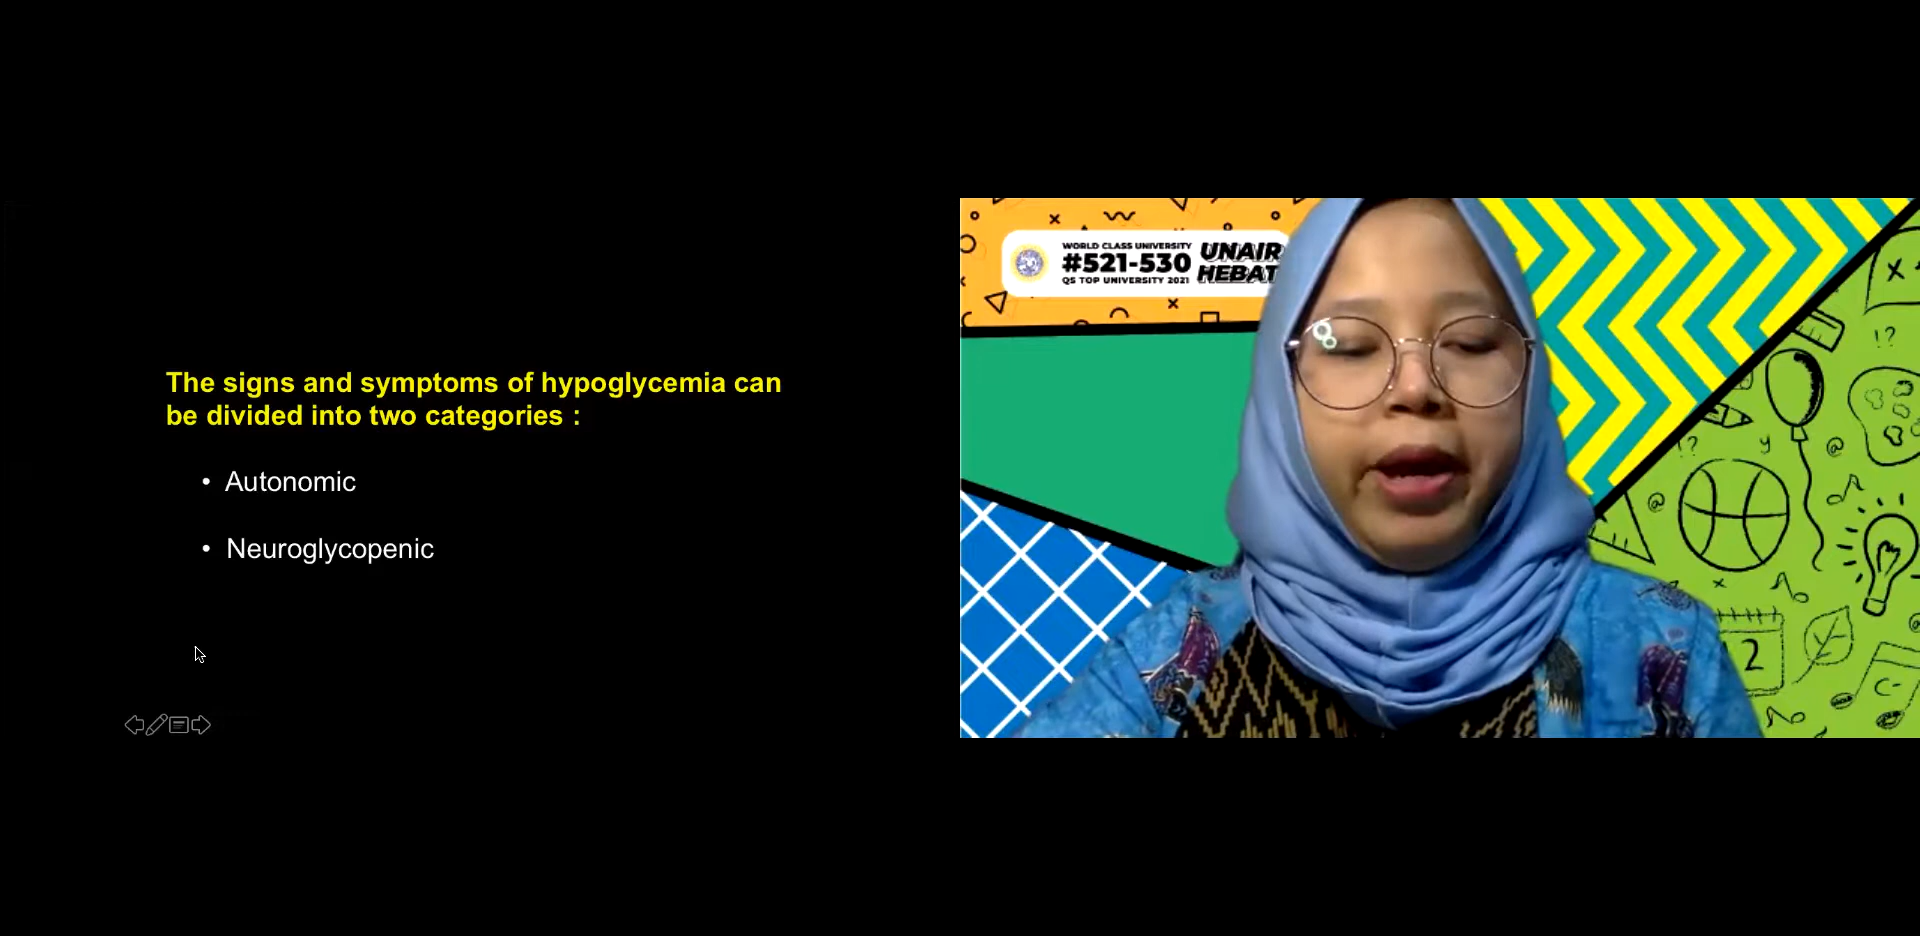 The signs and symptoms of hypoglycemia can
be divided into two categories :
• Autonomic
• Neuroglycopenic
WORLD CLASS UNIVERSITY
#521-530
QS TOP UNIVERSITY 2021
UNAIR
HEBAT
!?
!?
y
@
@
@
x
2
C-